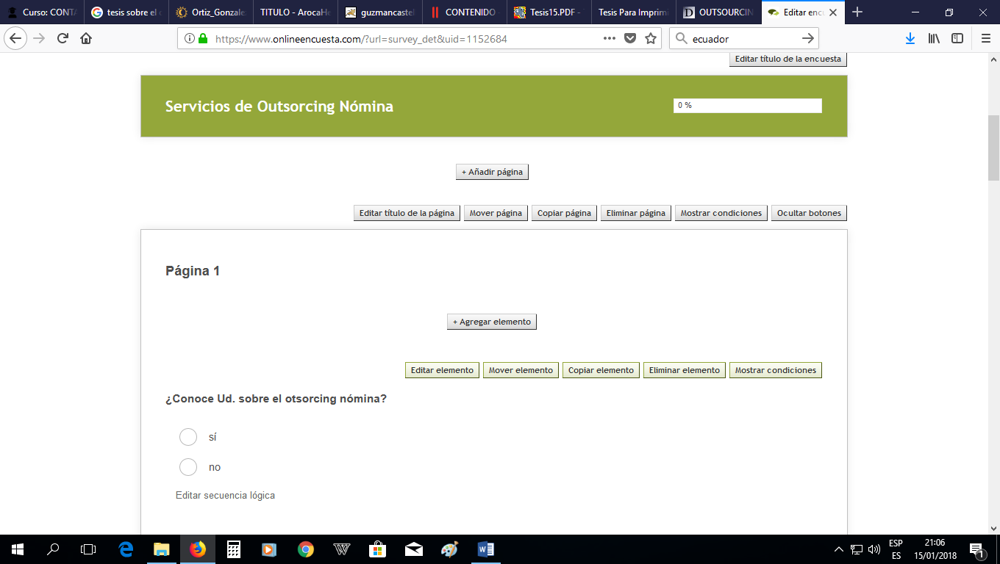 Curso: CONTA
tesis sobre el o
Ortiz_Gonzale
TITULO - ArocaHe
guzmancastel
CONTENIDO
Tesis15.PDF -
Tesis Para Imprimi
OUTSOURCIN
Editar encu
https://www.onlineencuesta.com/?url=survey_det&uid=1152684
ecuador
Editar título de la encuesta
Servicios de Outsorcing Nómina
0 %
+ Añadir página
Editar título de la página
Mover página
Copiar página
Eliminar página
Mostrar condiciones
Ocultar botones
Página 1
+ Agregar elemento
Editar elemento
Mover elemento
Copiar elemento
Eliminar elemento
Mostrar condiciones
¿Conoce Ud. sobre el otsorcing nómina?
sí
no
Editar secuencia lógica
ESP
ES
21:06
15/01/2018
1